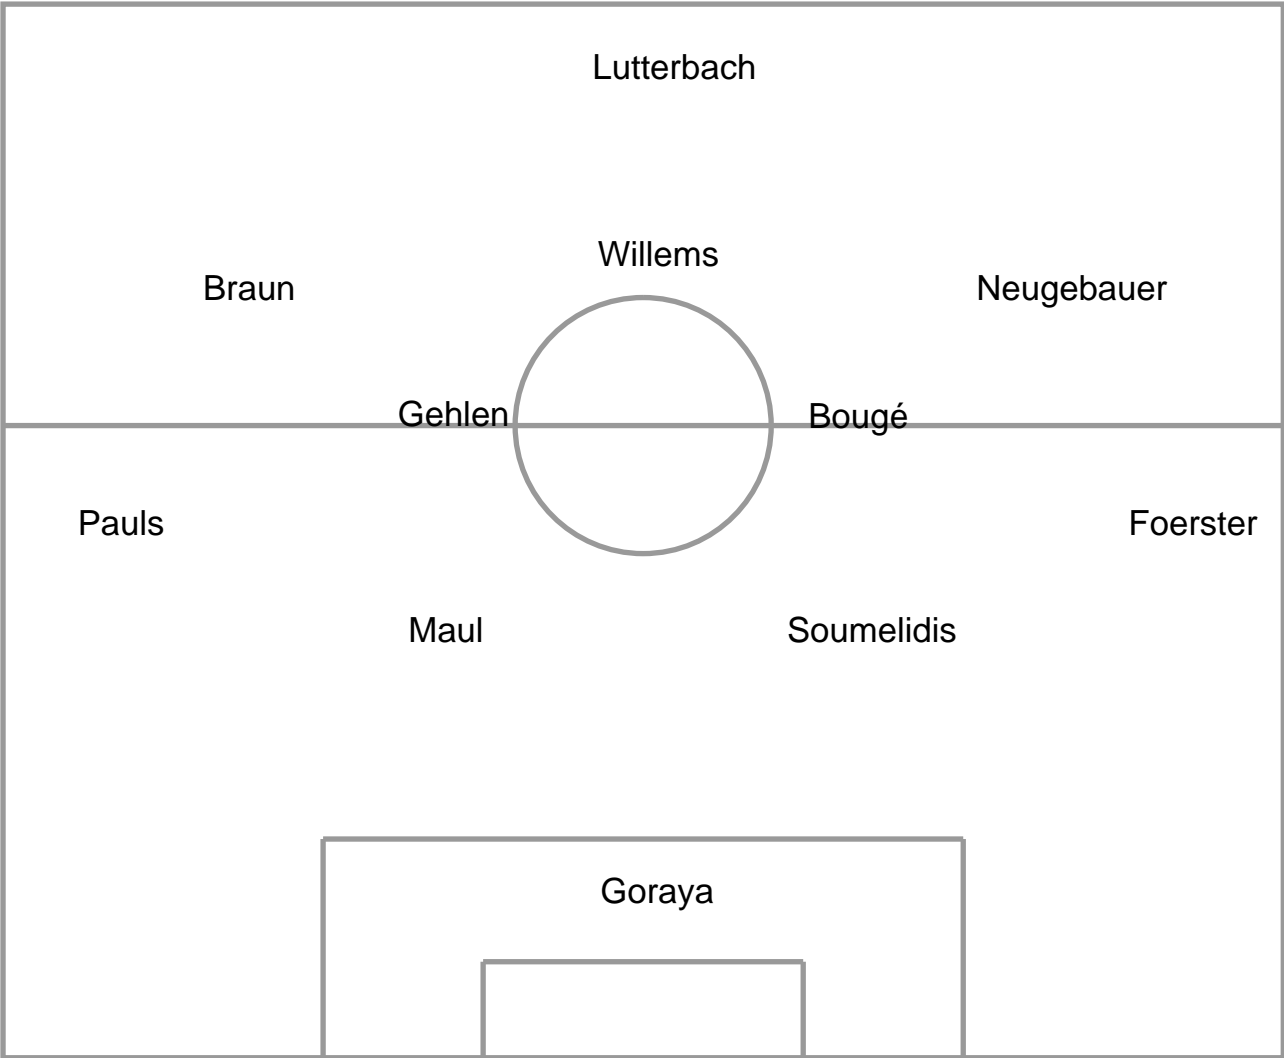 Lutterbach
Willems
Braun
Neugebauer
Gehlen
Bougé
Pauls
Foerster
Maul
Soumelidis
Goraya